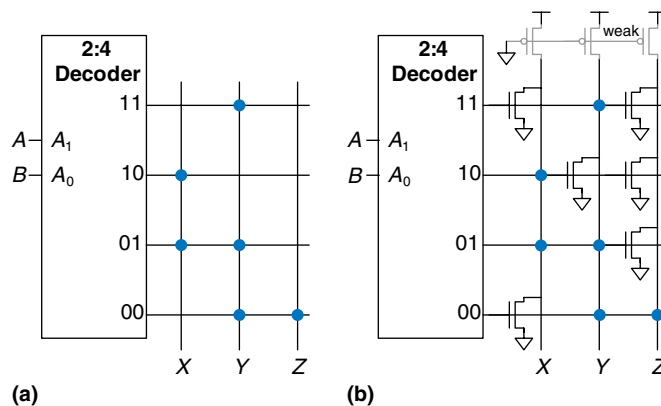 2:4
Decoder
11
A A₁
10
B A₀
01
00
X Y Z
(a)
weak
2:4
Decoder
11
A A₁
10
B A₀
01
00
X Y Z
(b)